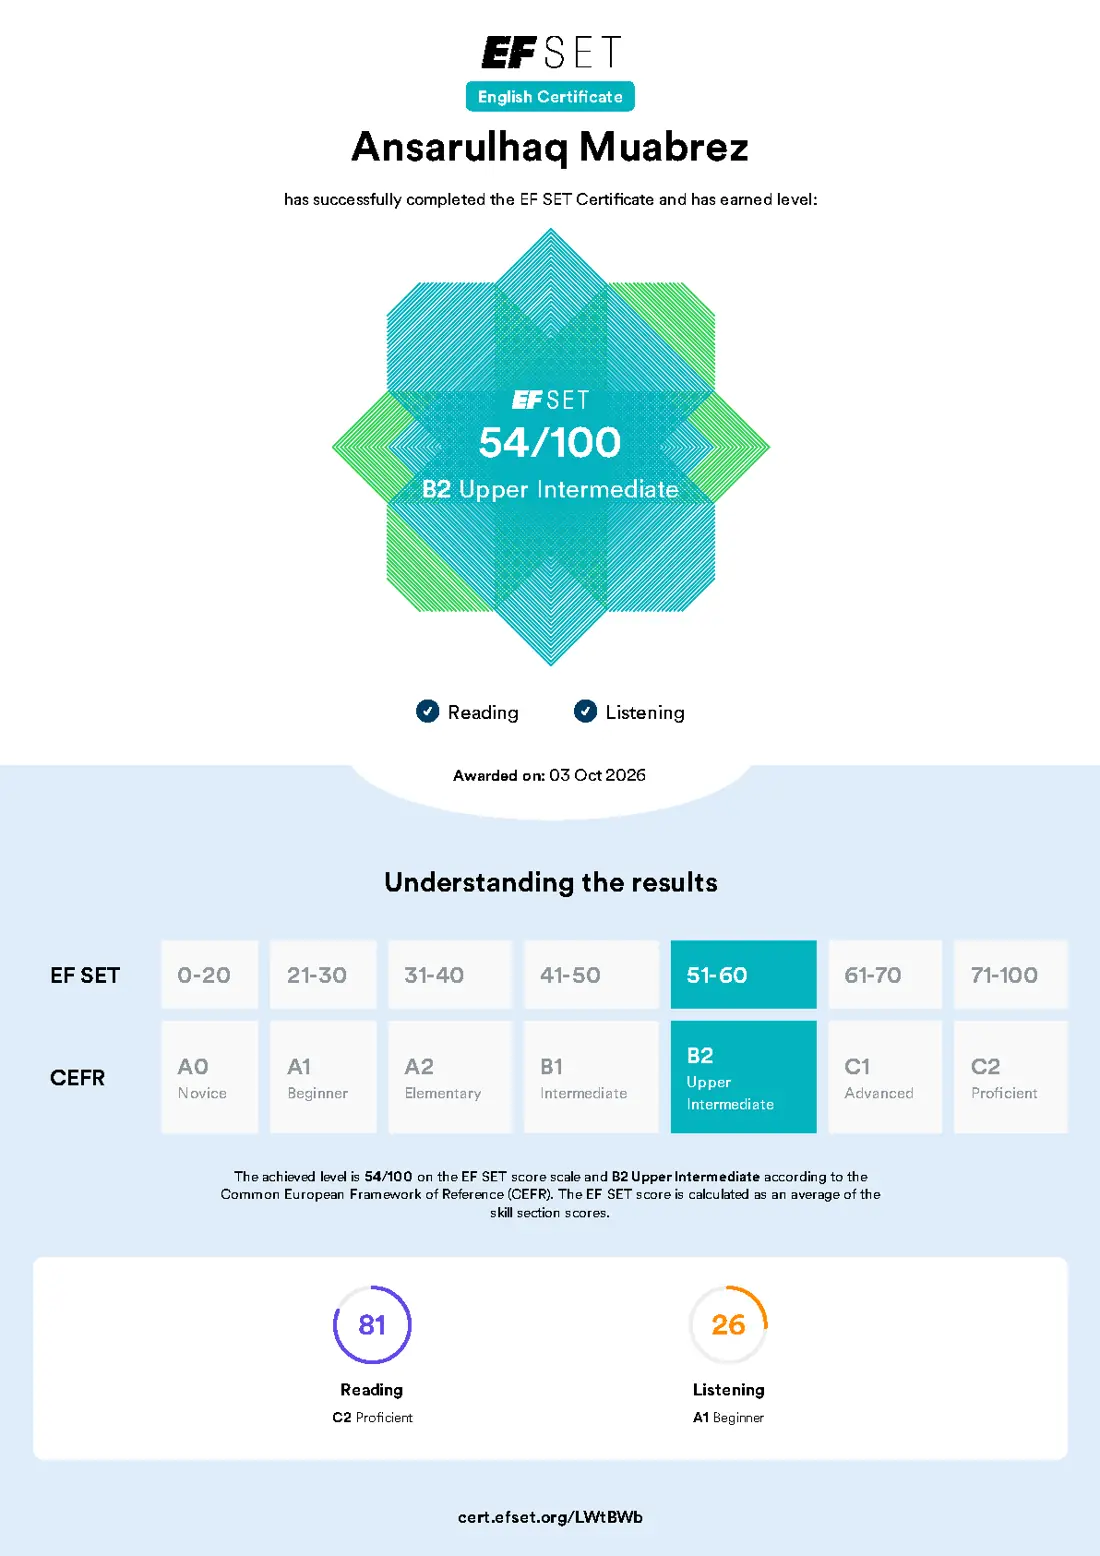 EF SET
English Certificate
Ansarulhaq Muabrez
has successfully completed the EF SET Certificate and has earned level:
EF SET
54/100
B2 Upper Intermediate
Reading
Listening
Awarded on: 03 Oct 2026
Understanding the results
EF SET 0-20 21-30 31-40 41-50 51-60 61-70 71-100
CEFR
A0 Novice
A1 Beginner
A2 Elementary
B1 Intermediate
B2 Upper Intermediate
C1 Advanced
C2 Proficient
The achieved level is 54/100 on the EF SET score scale and B2 Upper Intermediate according to the
Common European Framework of Reference (CEFR). The EF SET score is calculated as an average of the
skill section scores.
81
Reading
C2 Proficient
26
Listening
A1 Beginner
cert.efset.org/LWtBWb